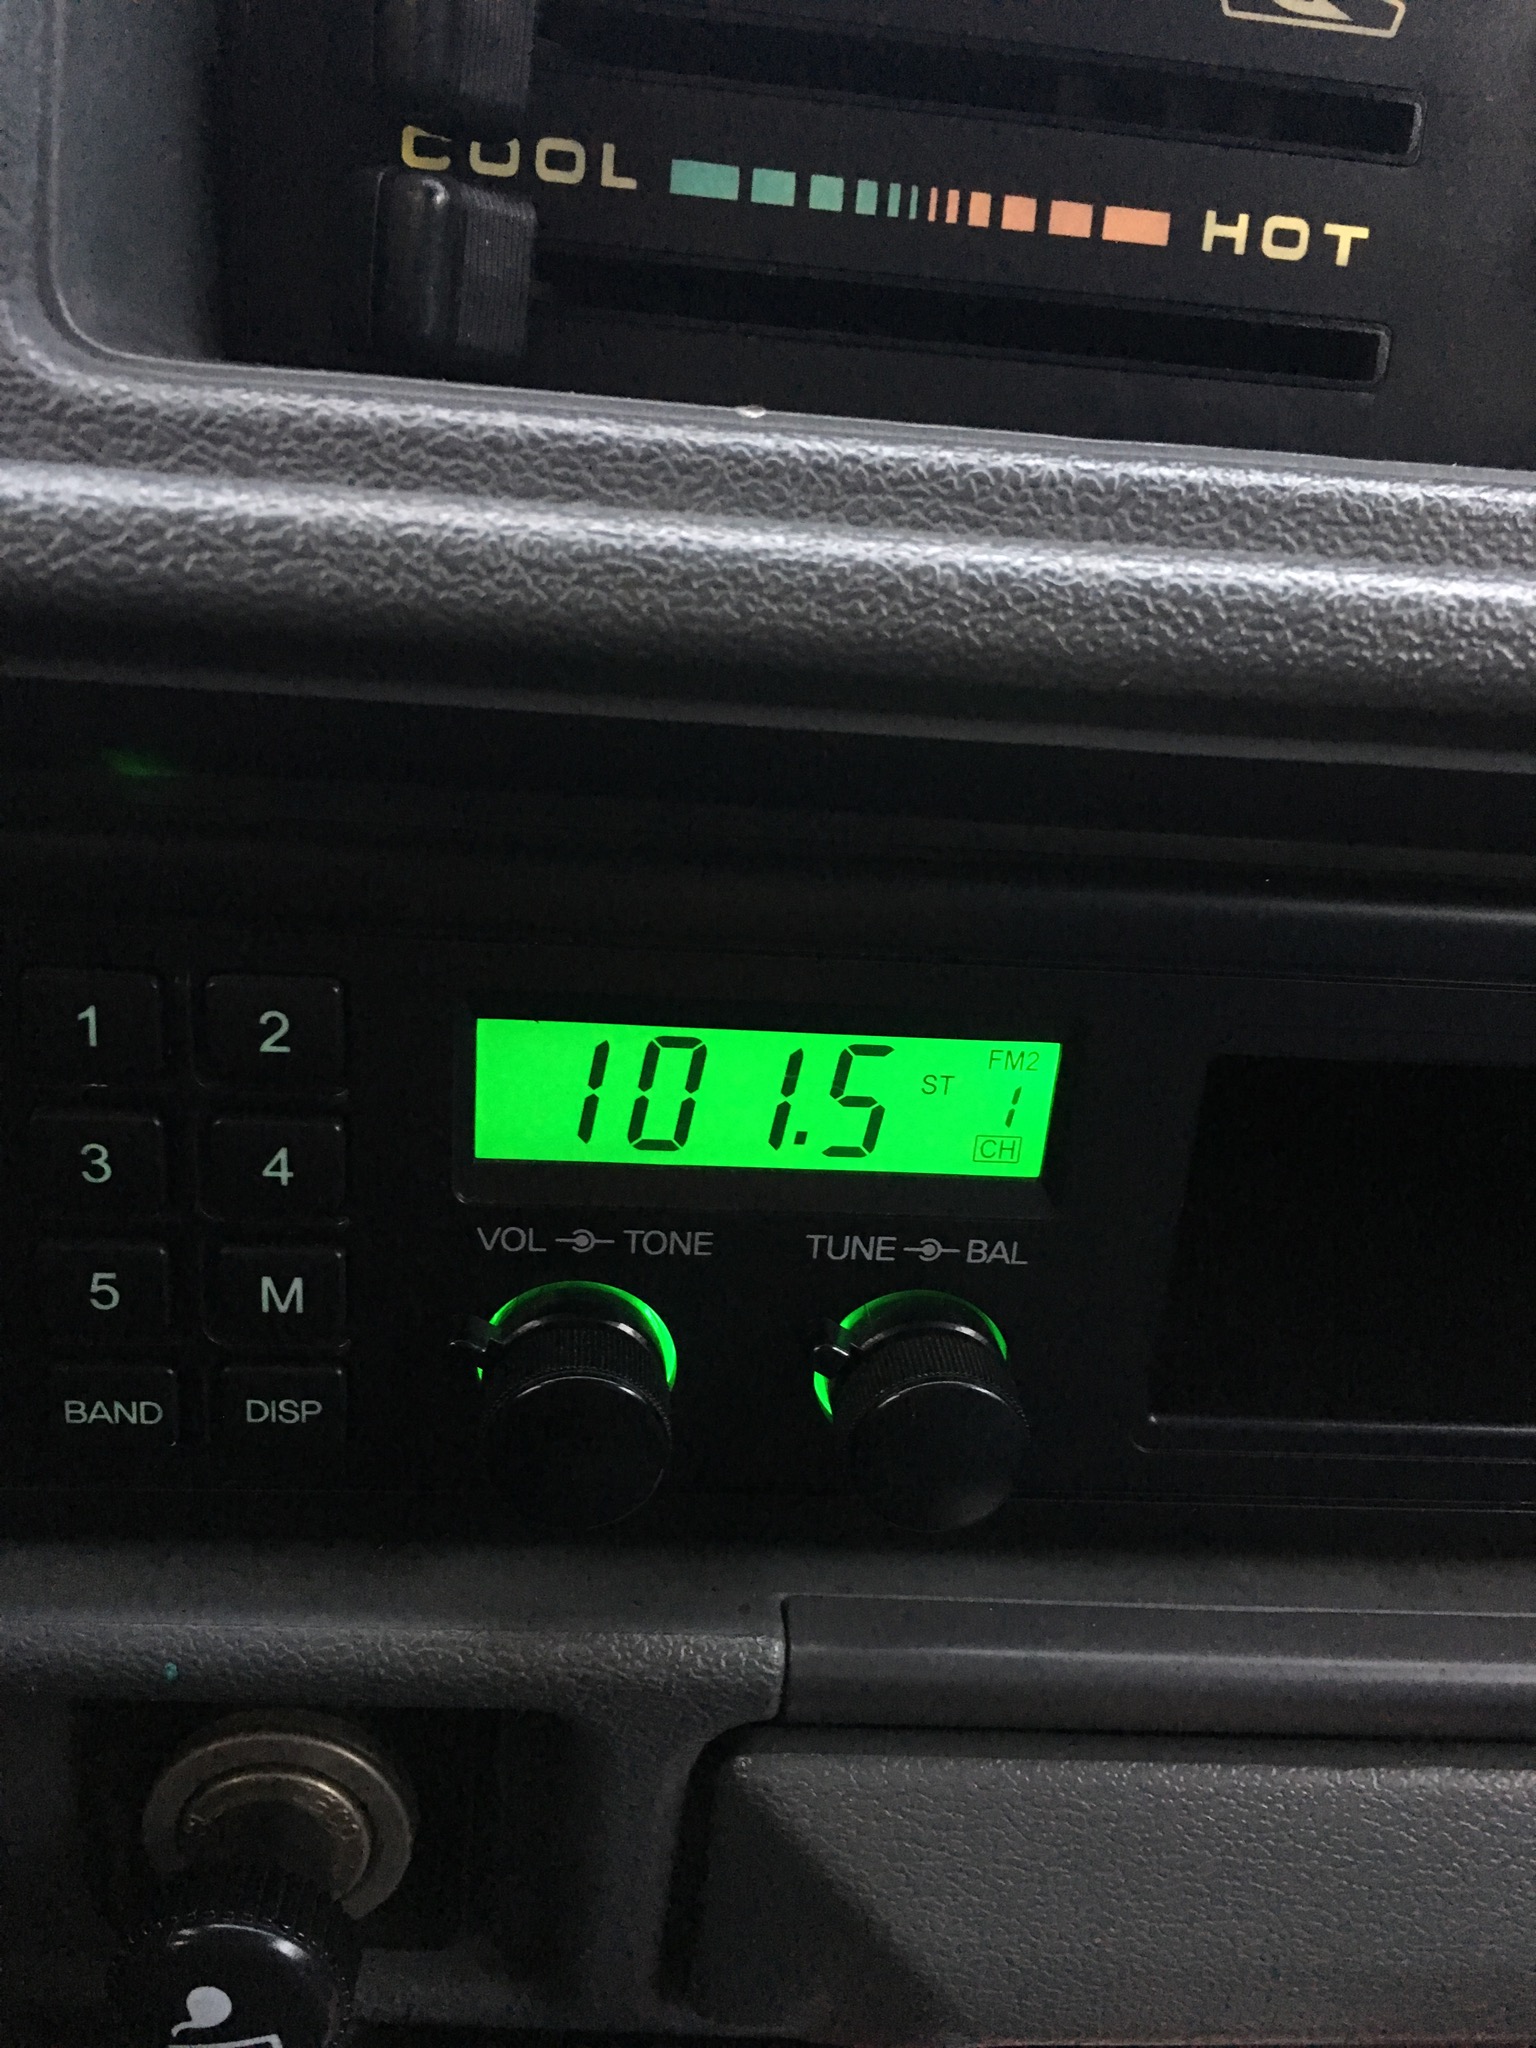 COOL HOT
1 2
3 4
5 M
BAND DISP
101.5 ST FM2
1
CH
VOL TONE TUNE BAL